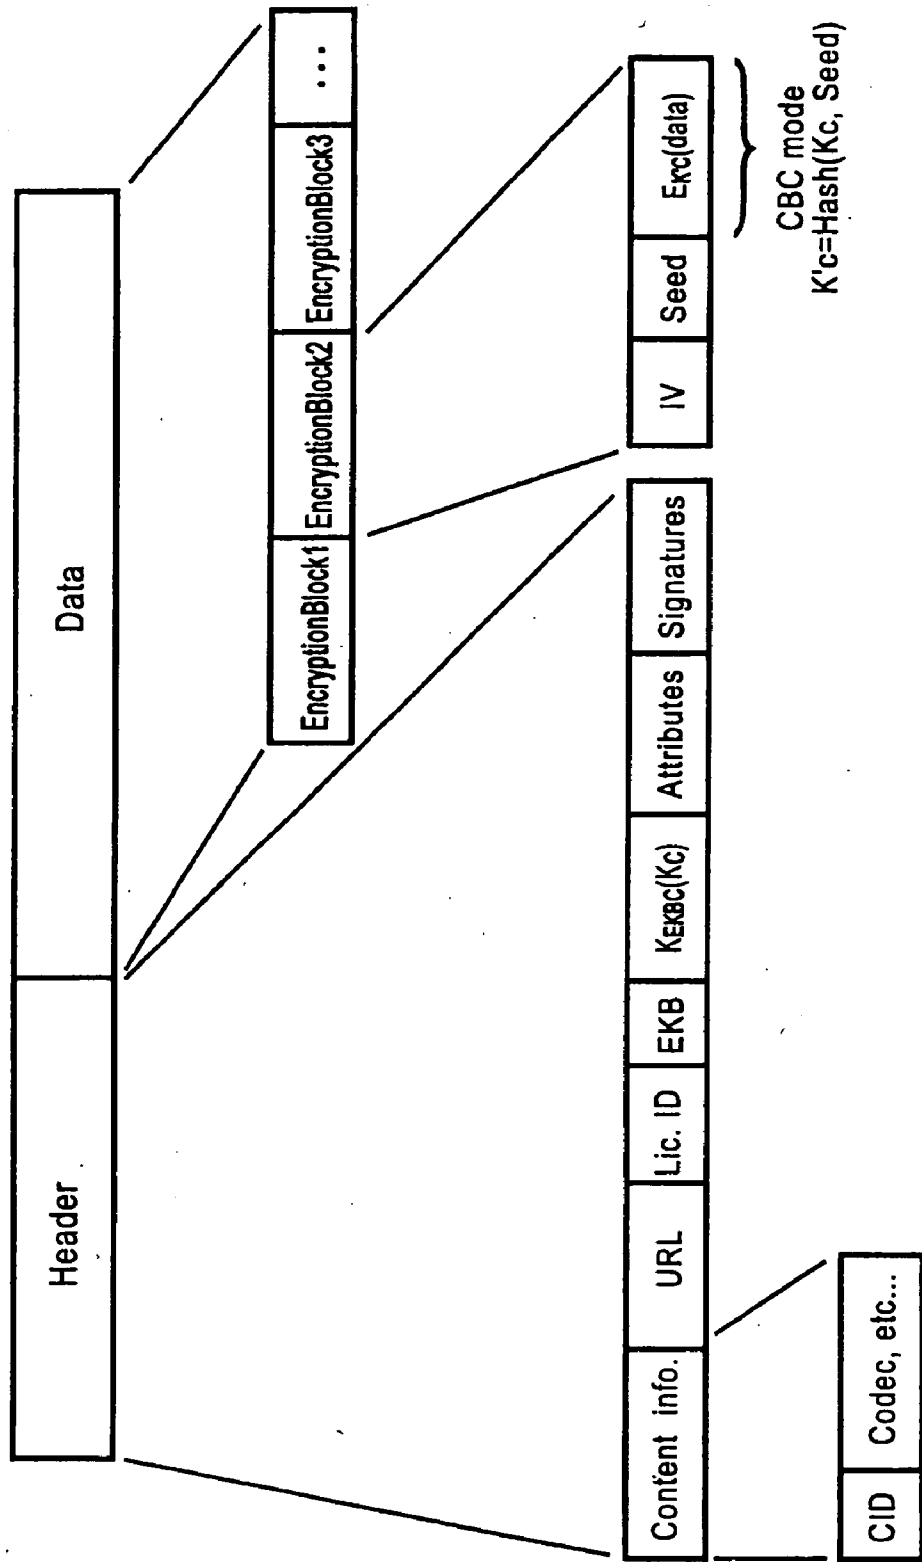 Header
Data
EncryptionBlock1
EncryptionBlock2
EncryptionBlock3
...
Content info.
URL
Lic. ID
EKB
KEKBC(Kc)
Attributes
Signatures
IV
Seed
EK'C(data)
CBC mode
K'c=Hash(Kc, Seed)
CID
Codec, etc...